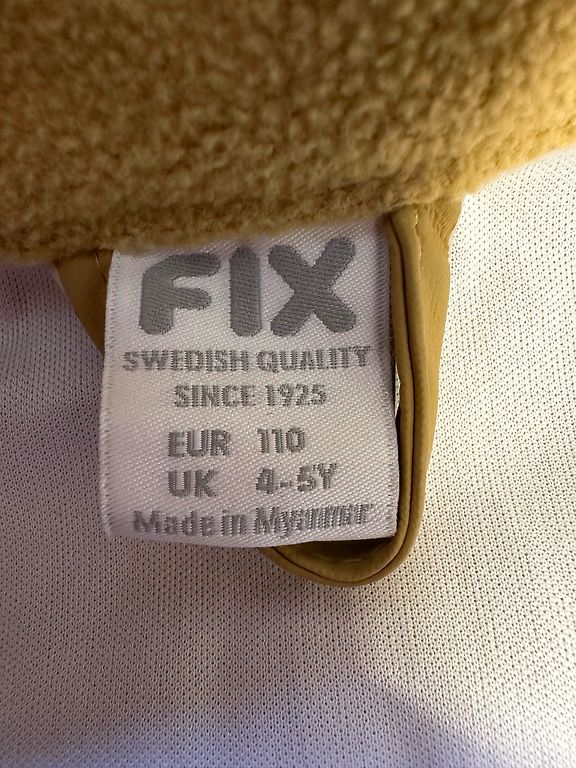 FIX
SWEDISH QUALITY
SINCE 1925
EUR 110
UK 4-5Y
Made in Myanmar